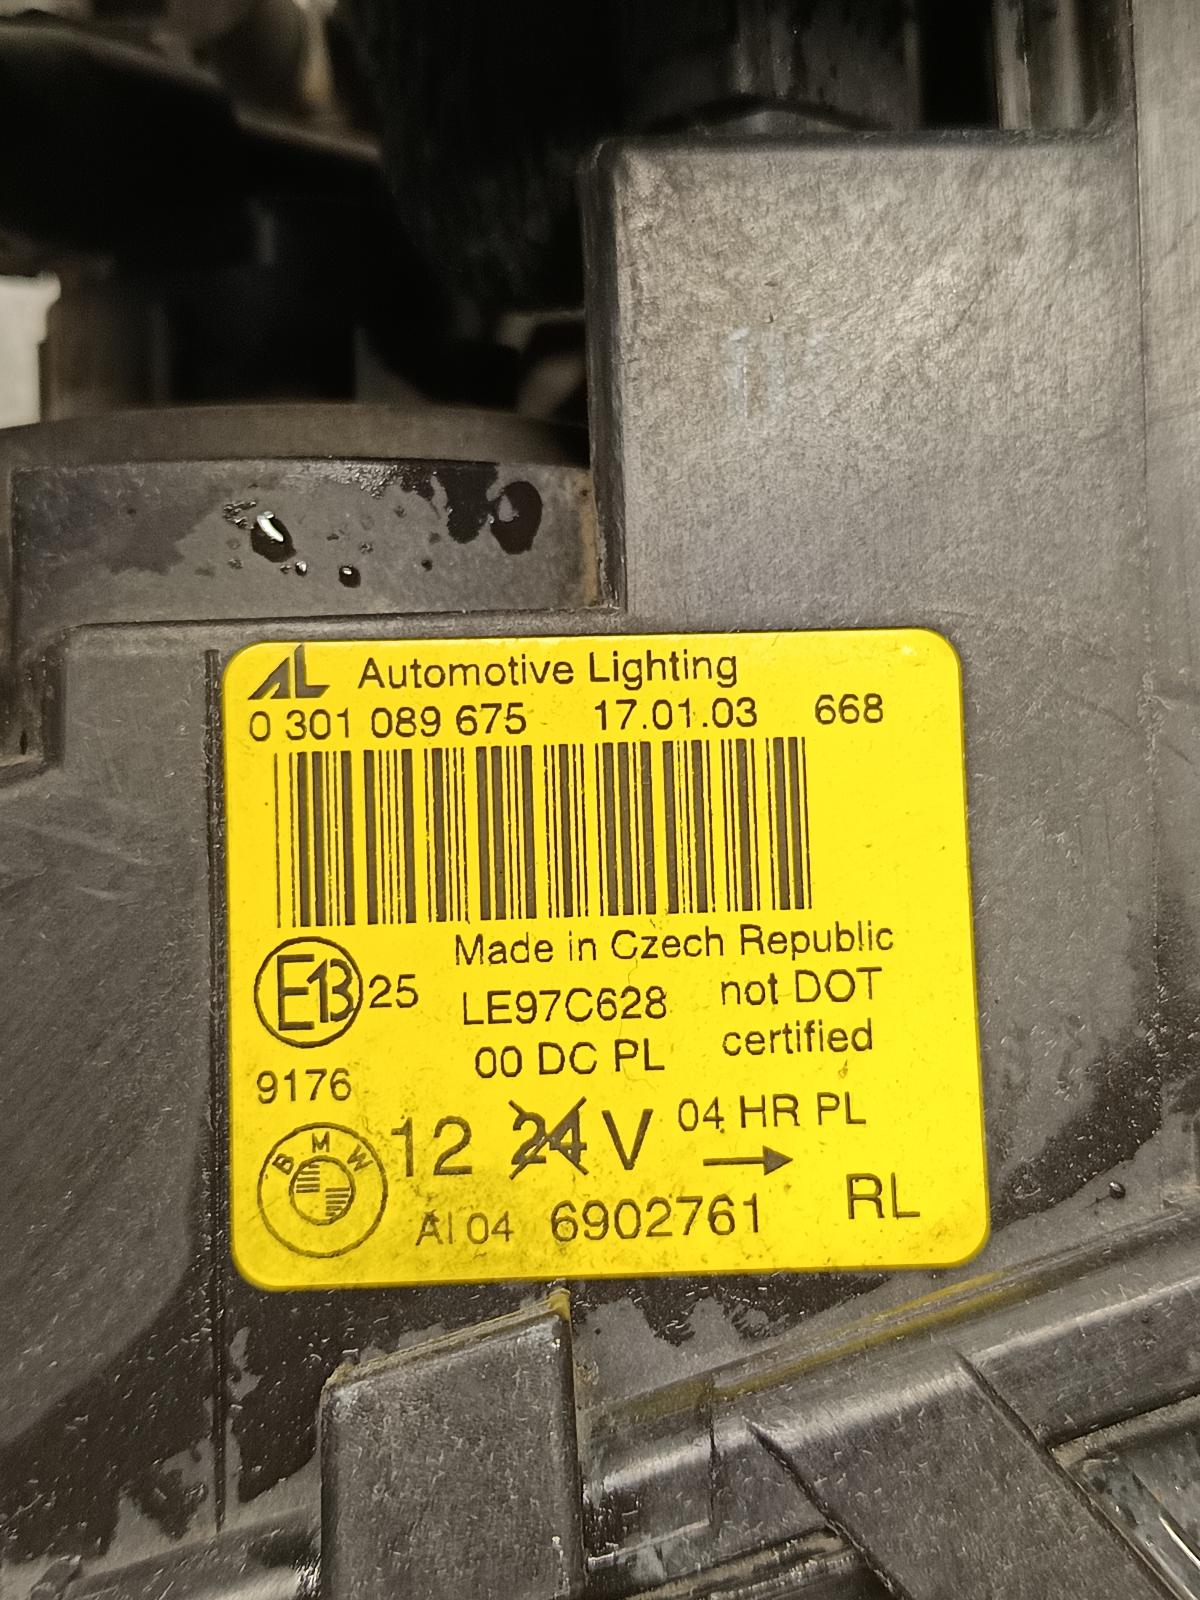 AL Automotive Lighting
0 301 089 675 17.01.03 668
Made in Czech Republic
E13 25 LE97C628 not DOT
00 DC PL certified
9176
12 24 V 04 HR PL
BMW
→ RL
AI 04 6902761